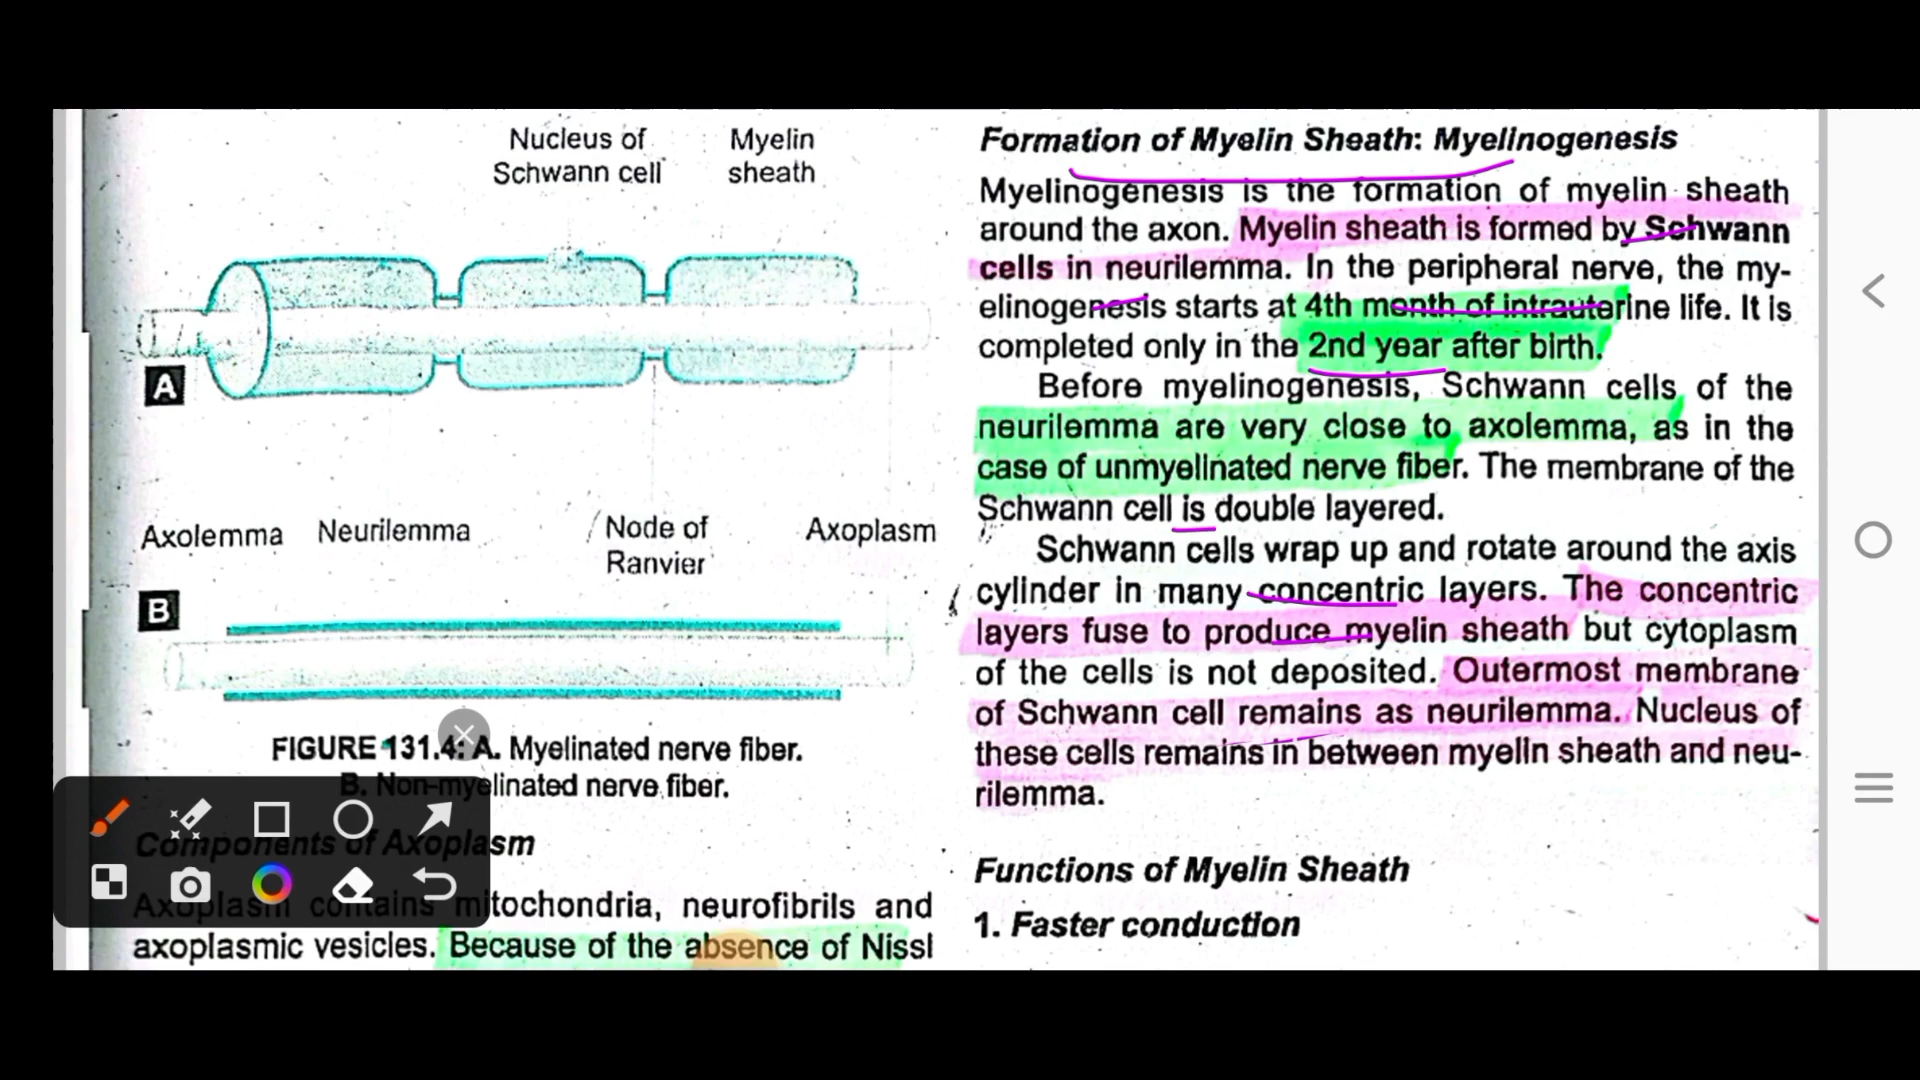 Nucleus of Myelin
Schwann cell sheath
A
Axolemma Neurilemma Node of Axoplasm
Ranvier
B
FIGURE 131.4: A. Myelinated nerve fiber.
B. Non-myelinated nerve fiber.
Components of Axoplasm
Axoplasm contains mitochondria, neurofibrils and
axoplasmic vesicles. Because of the absence of Nissl
Formation of Myelin Sheath: Myelinogenesis
Myelinogenesis is the formation of myelin sheath
around the axon. Myelin sheath is formed by Schwann
cells in neurilemma. In the peripheral nerve, the my-
elinogenesis starts at 4th month of intrauterine life. It is
completed only in the 2nd year after birth.
Before myelinogenesis, Schwann cells of the
neurilemma are very close to axolemma, as in the
case of unmyelinated nerve fiber. The membrane of the
Schwann cell is double layered.
Schwann cells wrap up and rotate around the axis
cylinder in many concentric layers. The concentric
layers fuse to produce myelin sheath but cytoplasm
of the cells is not deposited. Outermost membrane
of Schwann cell remains as neurilemma. Nucleus of
these cells remains in between myelin sheath and neu-
rilemma.
Functions of Myelin Sheath
1. Faster conduction